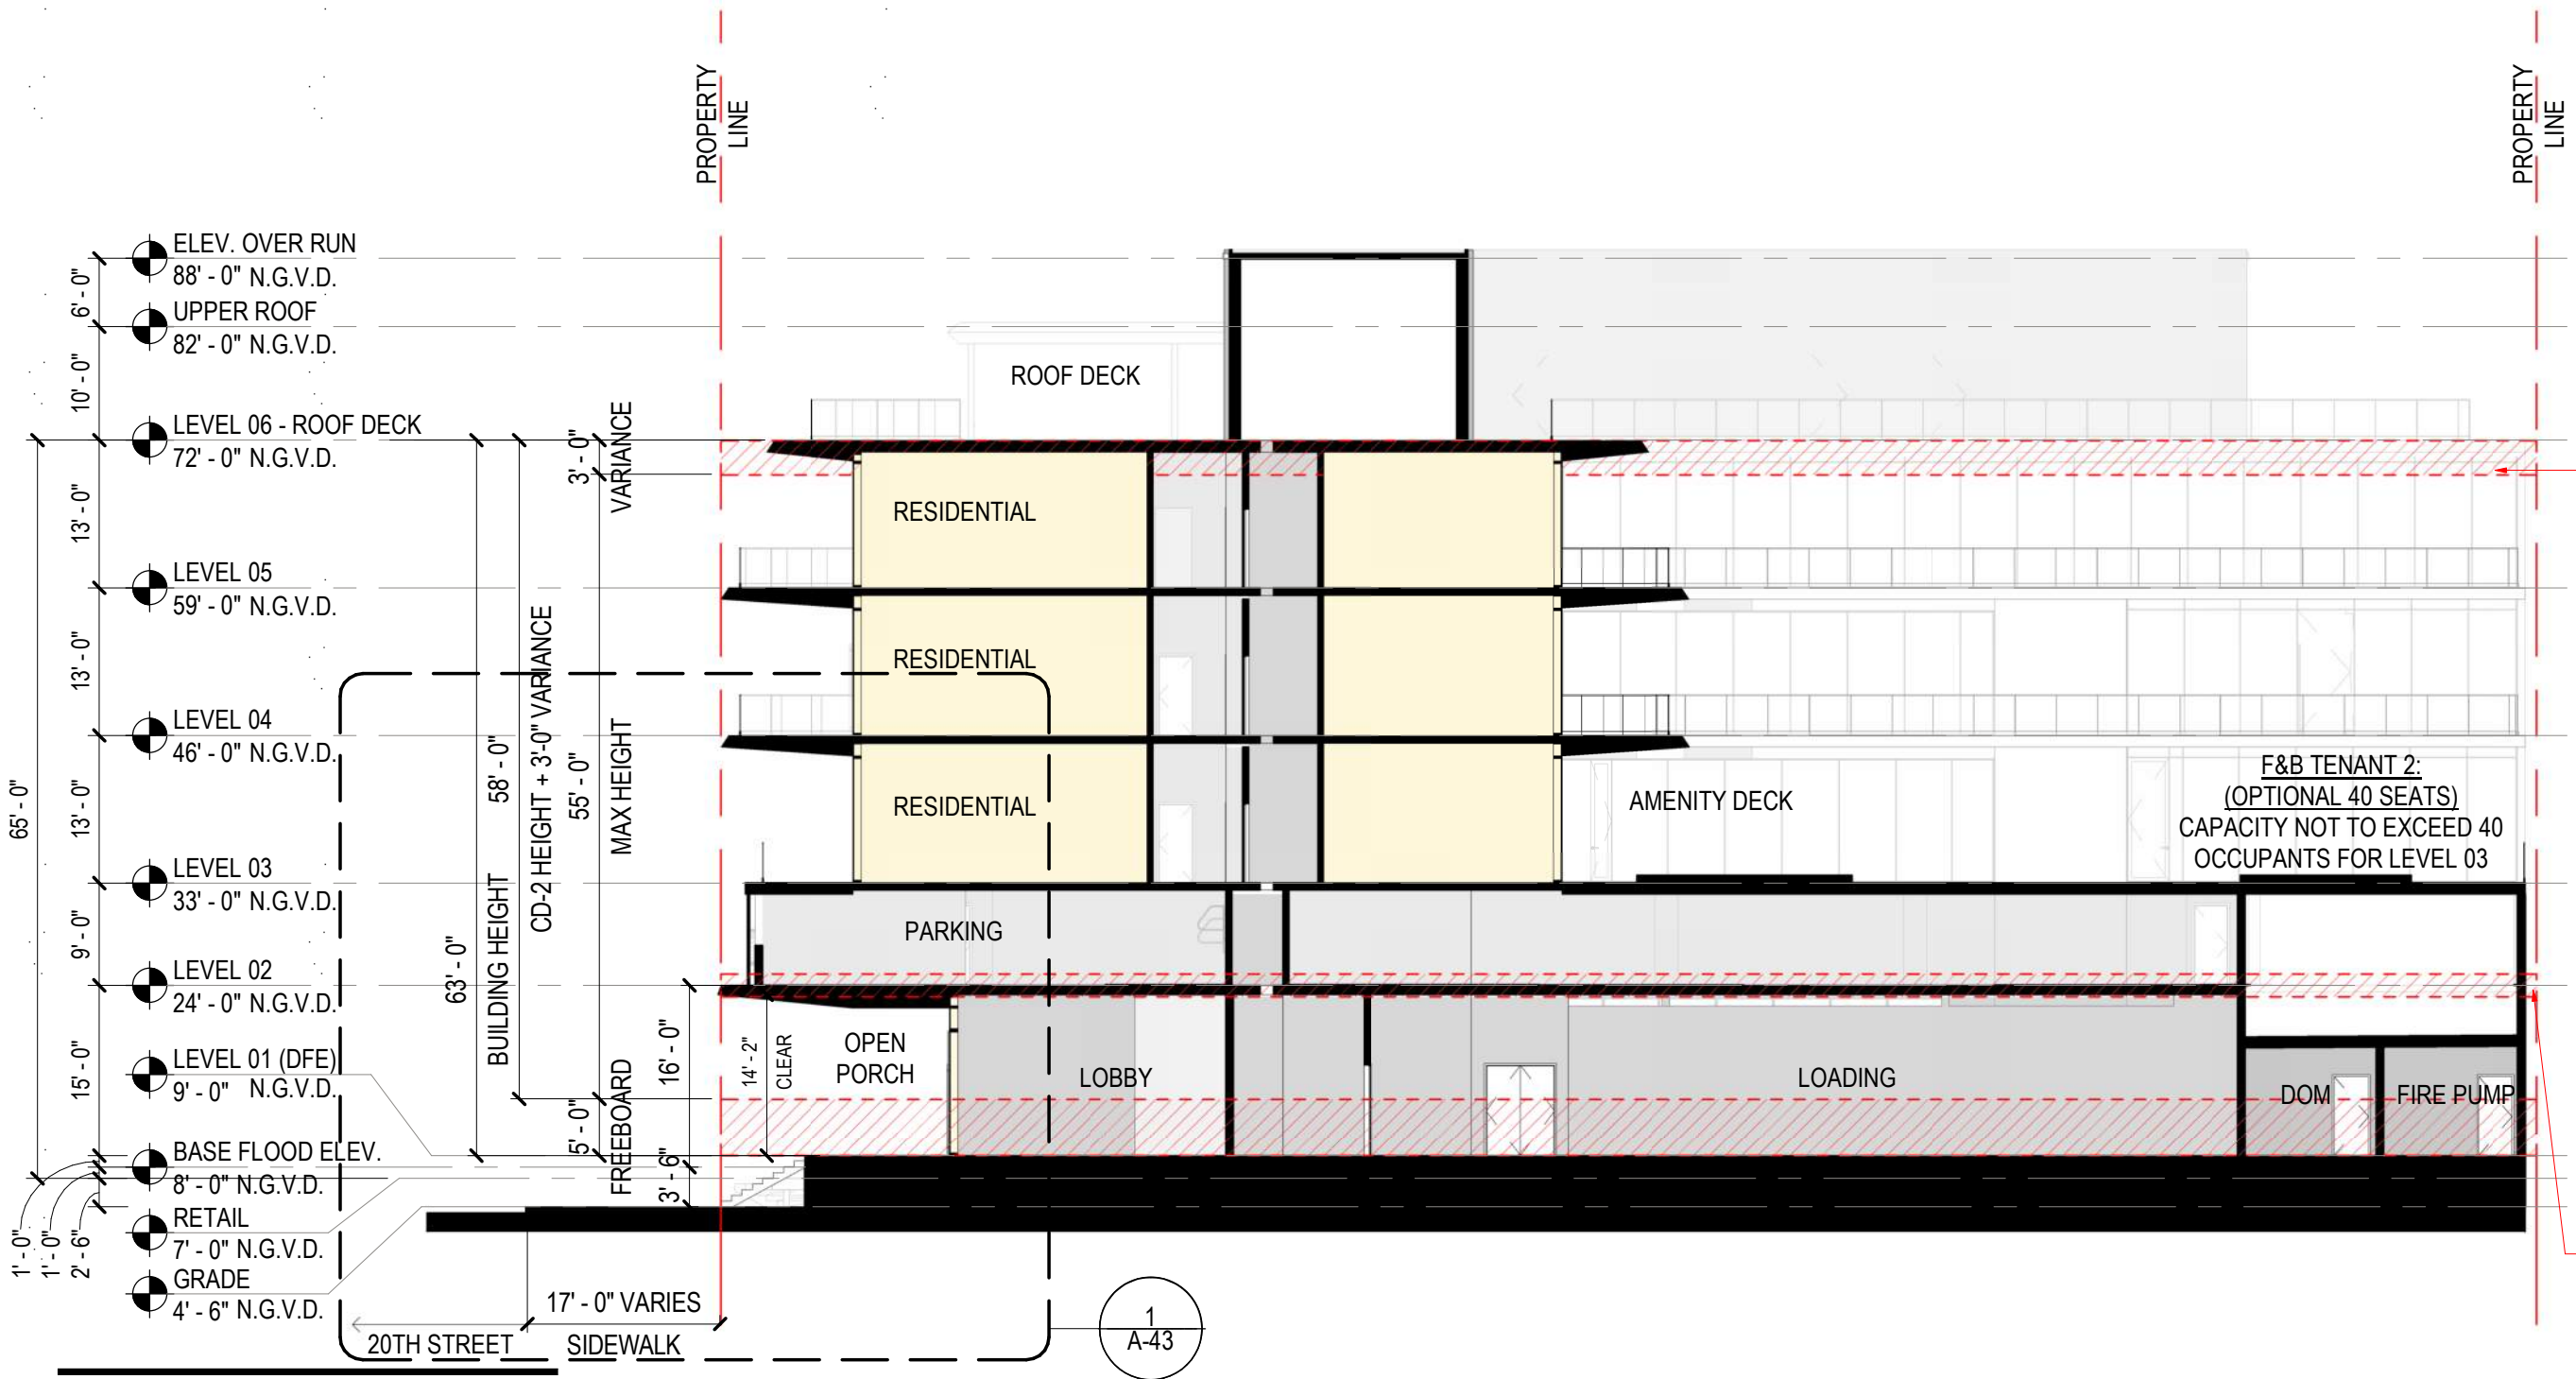 PROPERTY
LINE
PROPERTY
LINE
ELEV. OVER RUN
88' - 0" N.G.V.D.
UPPER ROOF
82' - 0" N.G.V.D.
LEVEL 06 - ROOF DECK
72' - 0" N.G.V.D.
LEVEL 05
59' - 0" N.G.V.D.
LEVEL 04
46' - 0" N.G.V.D.
LEVEL 03
33' - 0" N.G.V.D.
LEVEL 02
24' - 0" N.G.V.D.
LEVEL 01 (DFE)
9' - 0" N.G.V.D.
BASE FLOOD ELEV.
8' - 0" N.G.V.D.
RETAIL
7' - 0" N.G.V.D.
GRADE
4' - 6" N.G.V.D.
6' - 0"
10' - 0"
13' - 0"
13' - 0"
13' - 0"
9' - 0"
15' - 0"
65' - 0"
1' - 0"
1' - 0"
2' - 6"
63' - 0"
BUILDING HEIGHT
58' - 0"
CD-2 HEIGHT + 3'-0" VARIANCE
3' - 0"
VARIANCE
55' - 0"
MAX HEIGHT
5' - 0"
FREEBOARD
16' - 0"
3' - 6"
14' - 2"
CLEAR
ROOF DECK
RESIDENTIAL
RESIDENTIAL
RESIDENTIAL
AMENITY DECK
F&B TENANT 2:
(OPTIONAL 40 SEATS)
CAPACITY NOT TO EXCEED 40
OCCUPANTS FOR LEVEL 03
PARKING
OPEN
PORCH
LOBBY
LOADING
DOM
FIRE PUMP
17' - 0" VARIES
20TH STREET
SIDEWALK
1
A-43